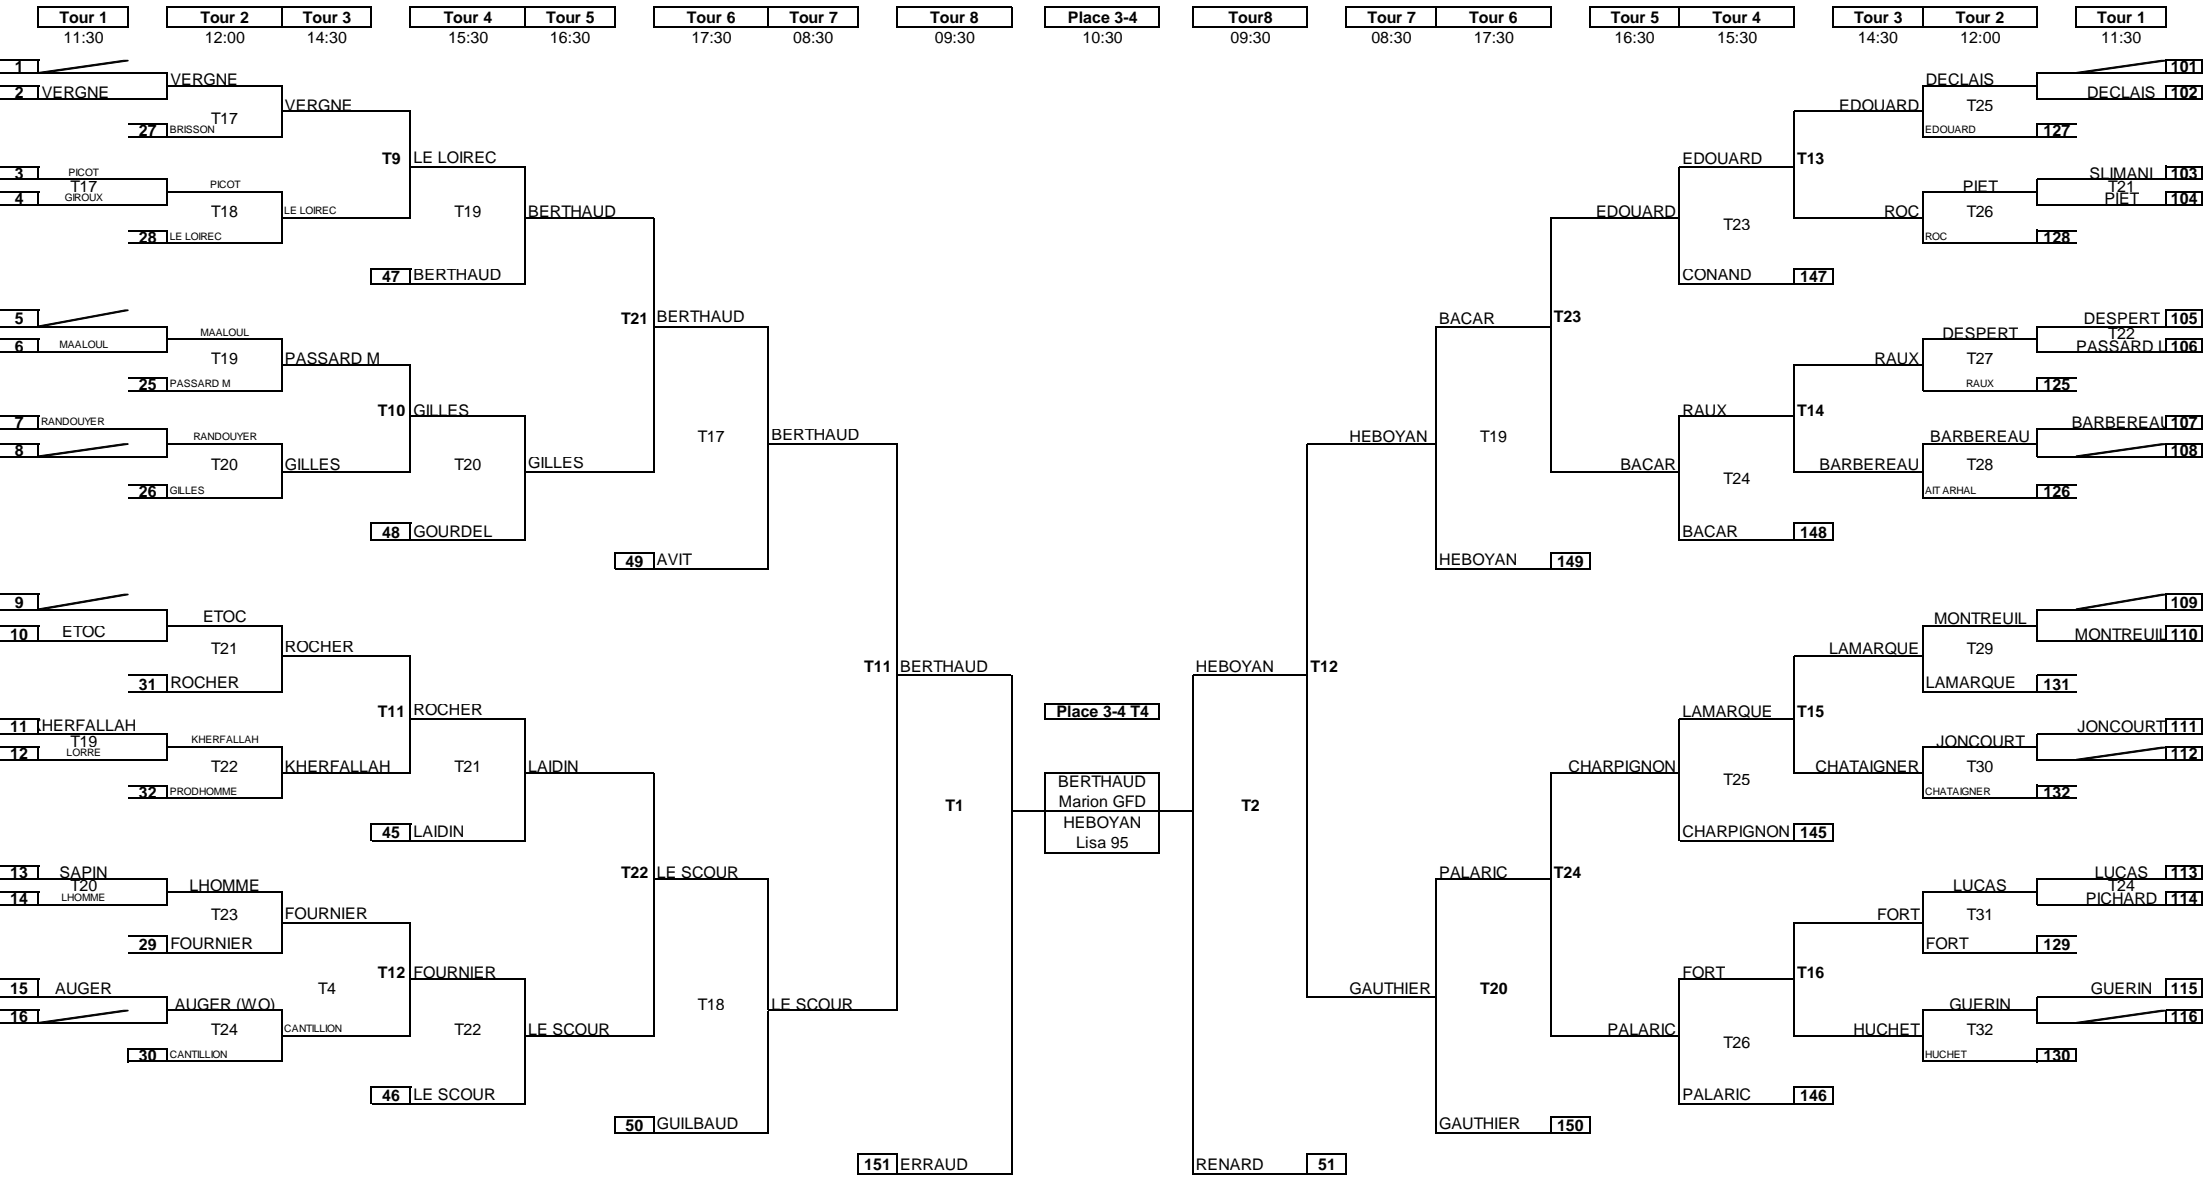 Tour 1 Tour 2 Tour 3 Tour 4 Tour 5 Tour 6 Tour 7 Tour 8 Place 3-4 Tour8 Tour 7 Tour 6 Tour 5 Tour 4 Tour 3 Tour 2 Tour 1
11:30 12:00 14:30 15:30 16:30 17:30 08:30 09:30 10:30 09:30 08:30 17:30 16:30 15:30 14:30 12:00 11:30
1 101
VERGNE DECLAIS
2 VERGNE DECLAIS 102
VERGNE EDOUARD T25
T17
27 BRISSON EDOUARD 127
T9 LE LOIREC EDOUARD T13
3 PICOT SLIMANI 103
T17 PICOT PIET T21
4 GIROUX PIET 104
T18 LE LOIREC T19 BERTHAUD EDOUARD ROC T26
T23
28 LE LOIREC ROC 128
47 BERTHAUD CONAND 147
5 T21 BERTHAUD BACAR T23 DESPERT 105
MAALOUL DESPERT T22
6 MAALOUL PASSARD L 106
T19 PASSARD M RAUX T27
25 PASSARD M RAUX 125
T10 GILLES RAUX T14
7 RANDOUYER BARBEREAU 107
RANDOUYER T17 BERTHAUD HEBOYAN T19 BARBEREAU
8 108
T20 GILLES T20 GILLES BACAR BARBEREAU T28
T24
26 GILLES AIT ARHAL 126
48 GOURDEL BACAR 148
49 AVIT HEBOYAN 149
9 109
ETOC MONTREUIL
10 ETOC MONTREUIL 110
T21 ROCHER LAMARQUE T29
T11 BERTHAUD HEBOYAN T12
31 ROCHER LAMARQUE 131
T11 ROCHER Place 3-4 T4 LAMARQUE T15
11 KHERFALLAH JONCOURT 111
T19 KHERFALLAH JONCOURT
12 LORRE 112
T22 KHERFALLAH T21 LAIDIN CHARPIGNON CHATAIGNER T30
BERTHAUD T25
32 PRODHOMME CHATAIGNER 132
Marion GFD
T1 T2
HEBOYAN
45 LAIDIN CHARPIGNON 145
Lisa 95
13 SAPIN T22 LE SCOUR PALARIC T24 LUCAS 113
T20 LHOMME LUCAS T24
14 LHOMME PICHARD 114
T23 FOURNIER FORT T31
29 FOURNIER FORT 129
T12 FOURNIER FORT T16
15 AUGER T4 GAUTHIER T20 GUERIN 115
AUGER (WO) T18 LE SCOUR GUERIN
16 116
T24 CANTILLION T22 LE SCOUR PALARIC HUCHET T32
T26
30 CANTILLION HUCHET 130
46 LE SCOUR PALARIC 146
50 GUILBAUD GAUTHIER 150
151 ERRAUD RENARD 51